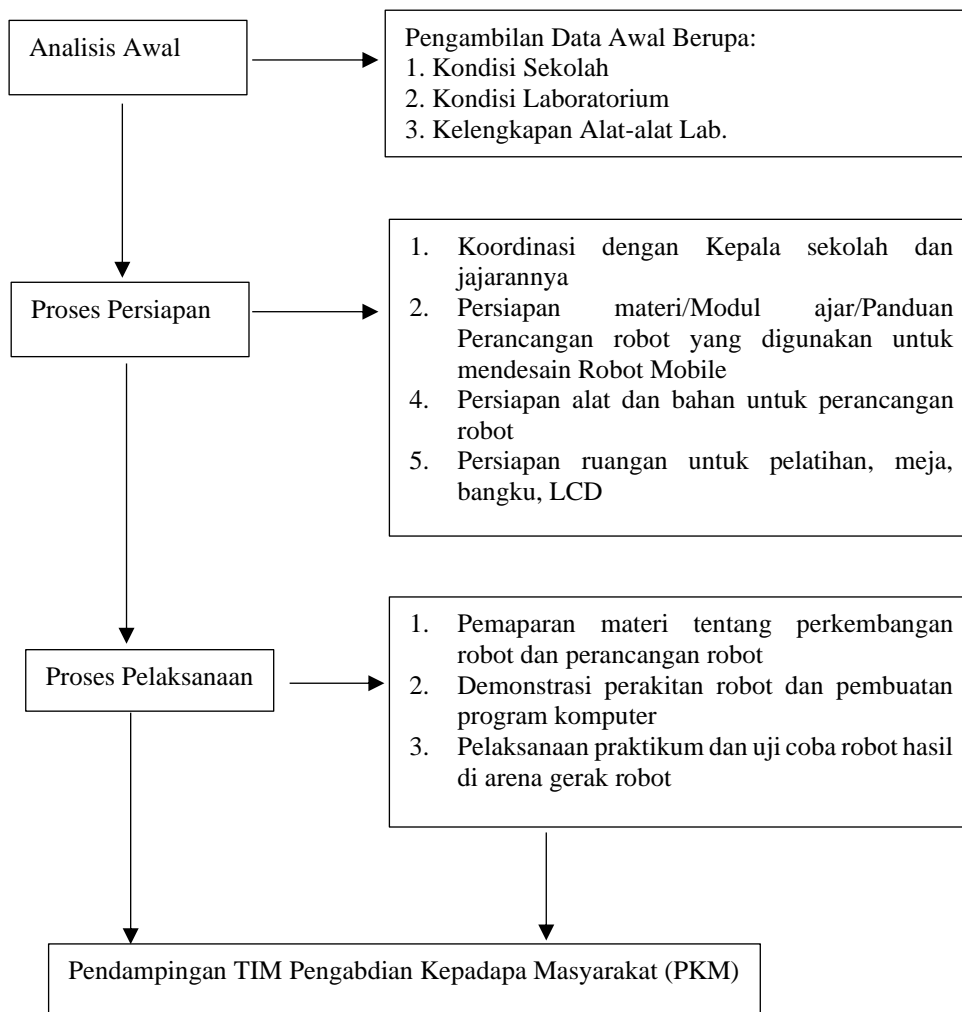 Analisis Awal
Pengambilan Data Awal Berupa:
1. Kondisi Sekolah
2. Kondisi Laboratorium
3. Kelengkapan Alat-alat Lab.
Proses Persiapan
1. Koordinasi dengan Kepala sekolah dan
jajarannya
2. Persiapan materi/Modul ajar/Panduan
Perancangan robot yang digunakan untuk
mendesain Robot Mobile
4. Persiapan alat dan bahan untuk perancangan
robot
5. Persiapan ruangan untuk pelatihan, meja,
bangku, LCD
Proses Pelaksanaan
1. Pemaparan materi tentang perkembangan
robot dan perancangan robot
2. Demonstrasi perakitan robot dan pembuatan
program komputer
3. Pelaksanaan praktikum dan uji coba robot hasil
di arena gerak robot
Pendampingan TIM Pengabdian Kepadapa Masyarakat (PKM)